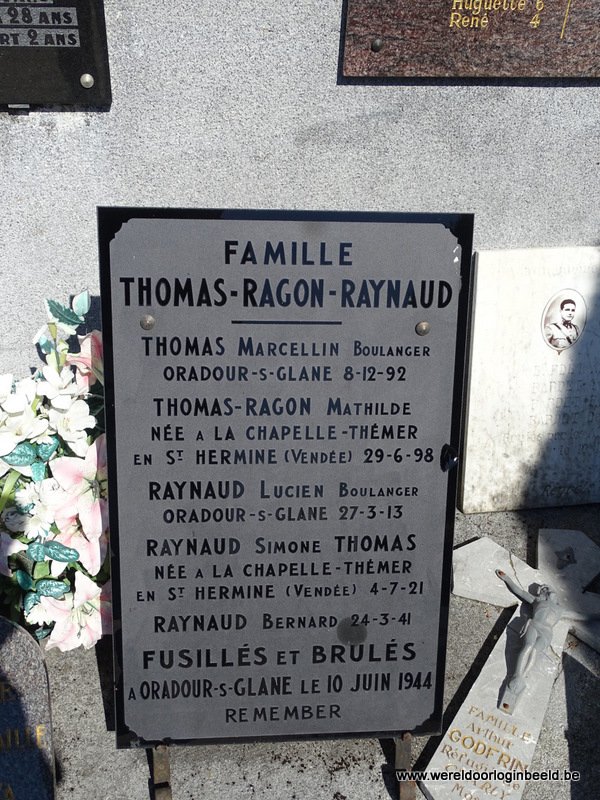 28 ANS
2 ANS
Huguette 6
René 4
FAMILLE
THOMAS-RAGON-RAYNAUD
THOMAS MARCELLIN BOULANGER
ORADOUR-S-GLANE 8-12-92
THOMAS-RAGON MATHILDE
NÉE A LA CHAPELLE-THÉMER
EN ST HERMINE (VENDÉE) 29-6-98
RAYNAUD LUCIEN BOULANGER
ORADOUR-S-GLANE 27-3-13
RAYNAUD SIMONE THOMAS
NÉE A LA CHAPELLE-THÉMER
EN ST HERMINE (VENDÉE) 4-7-21
RAYNAUD BERNARD 24-3-41
FUSILLÉS ET BRULÉS
A ORADOUR-S-GLANE LE 10 JUIN 1944
REMEMBER
FAMILLE
Arthur
GODFRIN
www.wereldoorloginbeeld.be